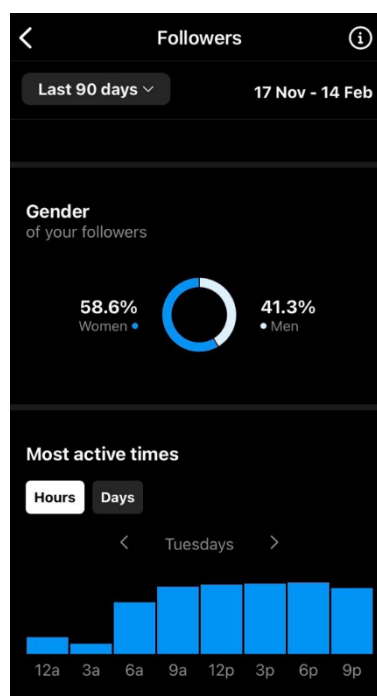 Followers
Last 90 days
17 Nov - 14 Feb
Gender
of your followers
58.6%
Women
41.3%
Men
Most active times
Hours Days
Tuesdays
12a 3a 6a 9a 12p 3p 6p 9p